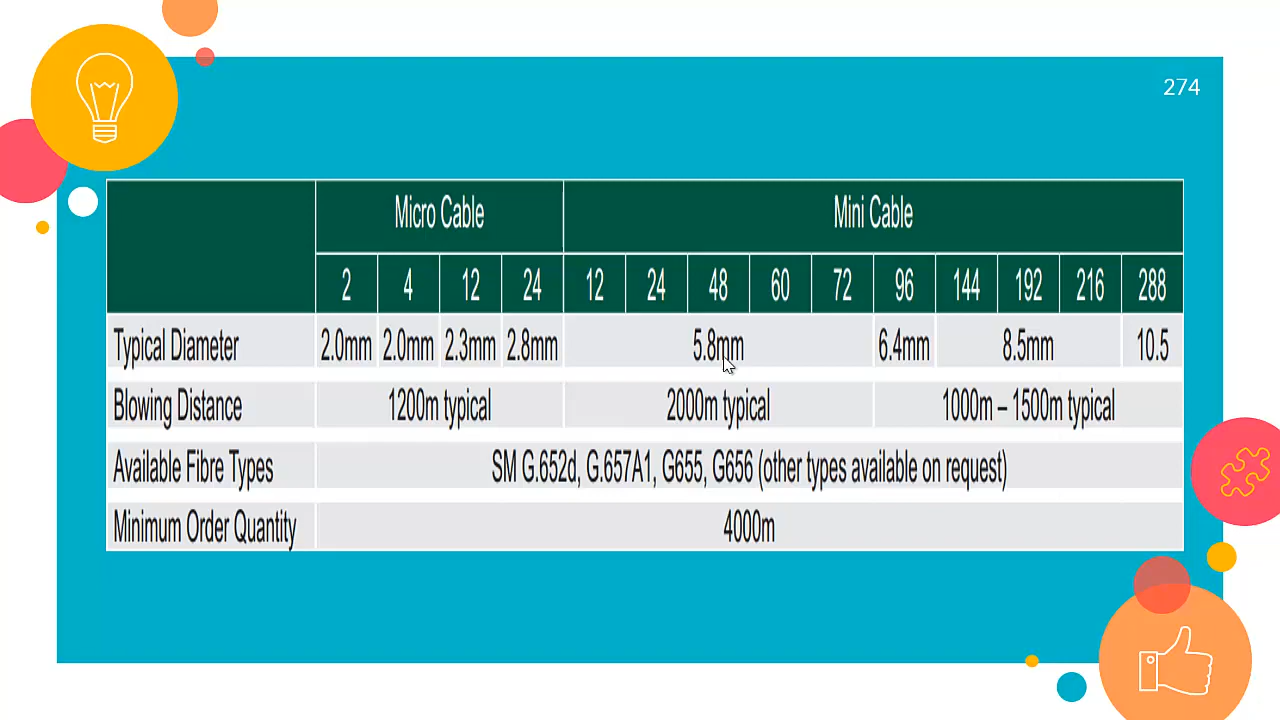 274
Micro Cable Mini Cable
2 4 12 24 12 24 48 60 72 96 144 192 216 288
Typical Diameter 2.0mm 2.0mm 2.3mm 2.8mm 5.8mm 6.4mm 8.5mm 10.5
Blowing Distance 1200m typical 2000m typical 1000m – 1500m typical
Available Fibre Types SM G.652d, G.657A1, G655, G656 (other types available on request)
Minimum Order Quantity 4000m